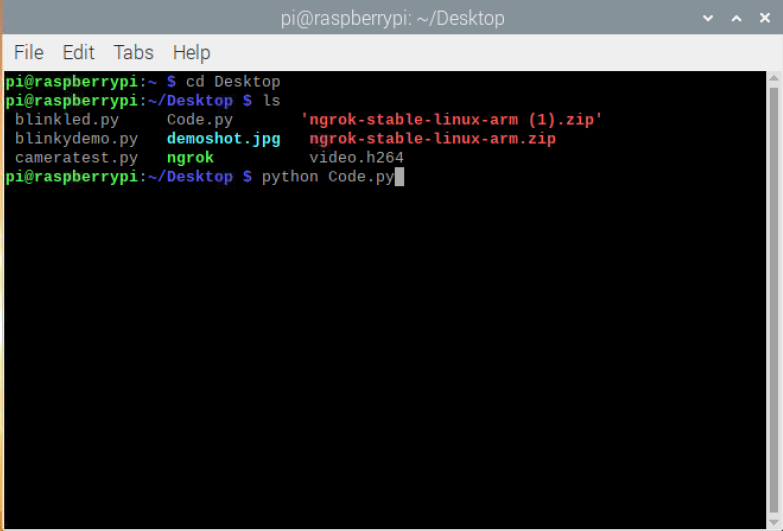 pi@raspberrypi: ~/Desktop
File Edit Tabs Help
pi@raspberrypi:~ $ cd Desktop
pi@raspberrypi:~/Desktop $ ls
blinkled.py Code.py 'ngrok-stable-linux-arm (1).zip'
blinkydemo.py demoshot.jpg ngrok-stable-linux-arm.zip
cameratest.py ngrok video.h264
pi@raspberrypi:~/Desktop $ python Code.py